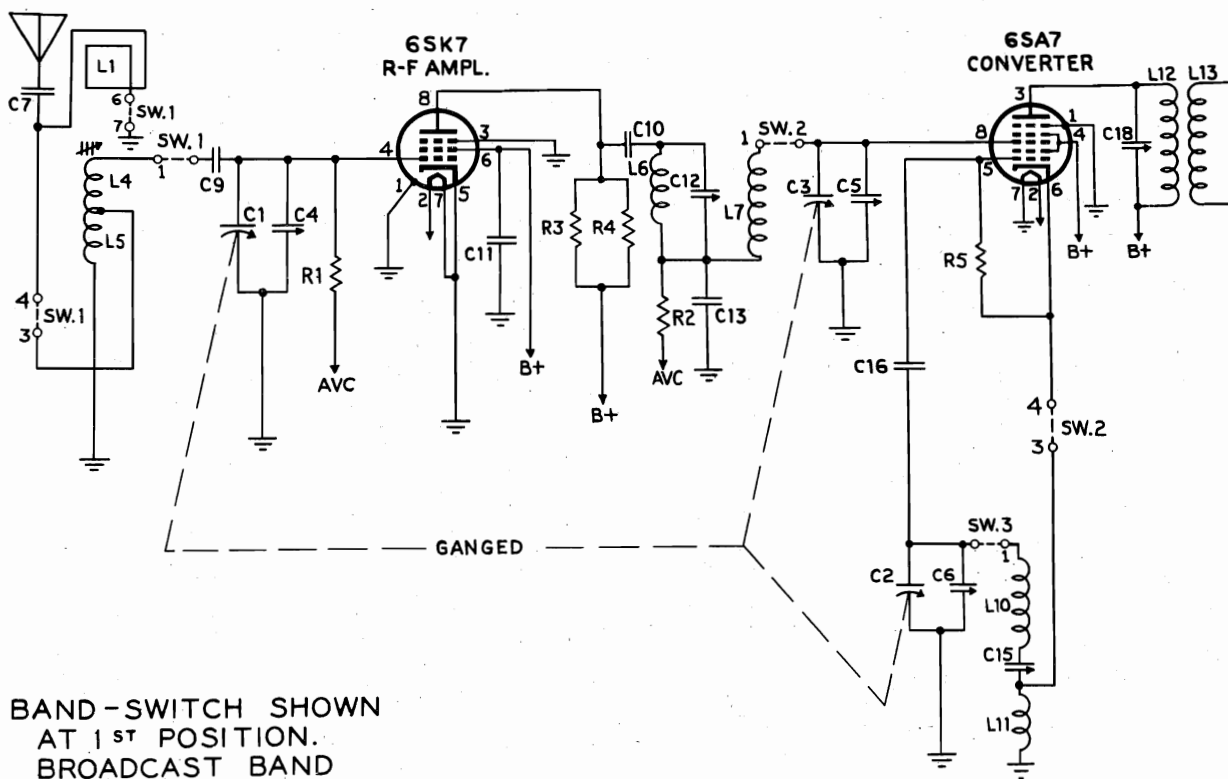 6SK7
R-F AMPL.
6SA7
CONVERTER
L1
C7
6
7
SW.1
SW.1
1
L4
C9
L5
C1
C4
R1
AVC
4
3
SW.1
8
4
3
6
1
2
7
5
C11
B+
R3
R4
B+
C10
L6
C12
R2
C13
AVC
1
SW.2
L7
C3
C5
8
5
3
1
4
7
2
6
B+
R5
C16
C18
B+
L12
L13
4
3
SW.2
GANGED
C2
C6
SW.3
1
L10
C15
L11
BAND-SWITCH SHOWN
AT 1ST POSITION.
BROADCAST BAND